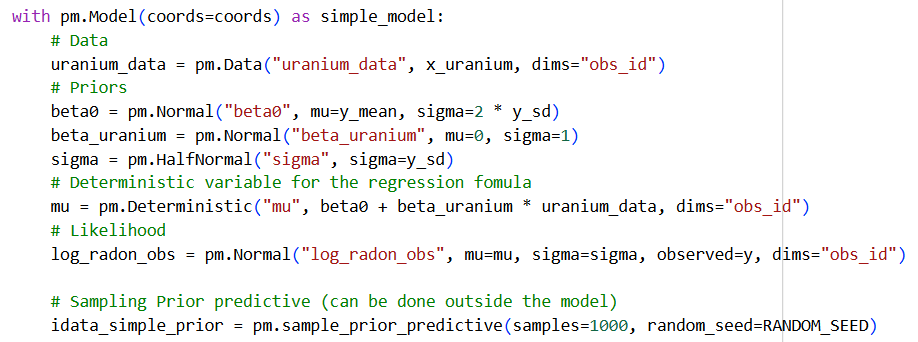 with pm.Model(coords=coords) as simple_model:
    # Data
    uranium_data = pm.Data("uranium_data", x_uranium, dims="obs_id")
    # Priors
    beta0 = pm.Normal("beta0", mu=y_mean, sigma=2 * y_sd)
    beta_uranium = pm.Normal("beta_uranium", mu=0, sigma=1)
    sigma = pm.HalfNormal("sigma", sigma=y_sd)
    # Deterministic variable for the regression fomula
    mu = pm.Deterministic("mu", beta0 + beta_uranium * uranium_data, dims="obs_id")
    # Likelihood
    log_radon_obs = pm.Normal("log_radon_obs", mu=mu, sigma=sigma, observed=y, dims="obs_id")

    # Sampling Prior predictive (can be done outside the model)
    idata_simple_prior = pm.sample_prior_predictive(samples=1000, random_seed=RANDOM_SEED)